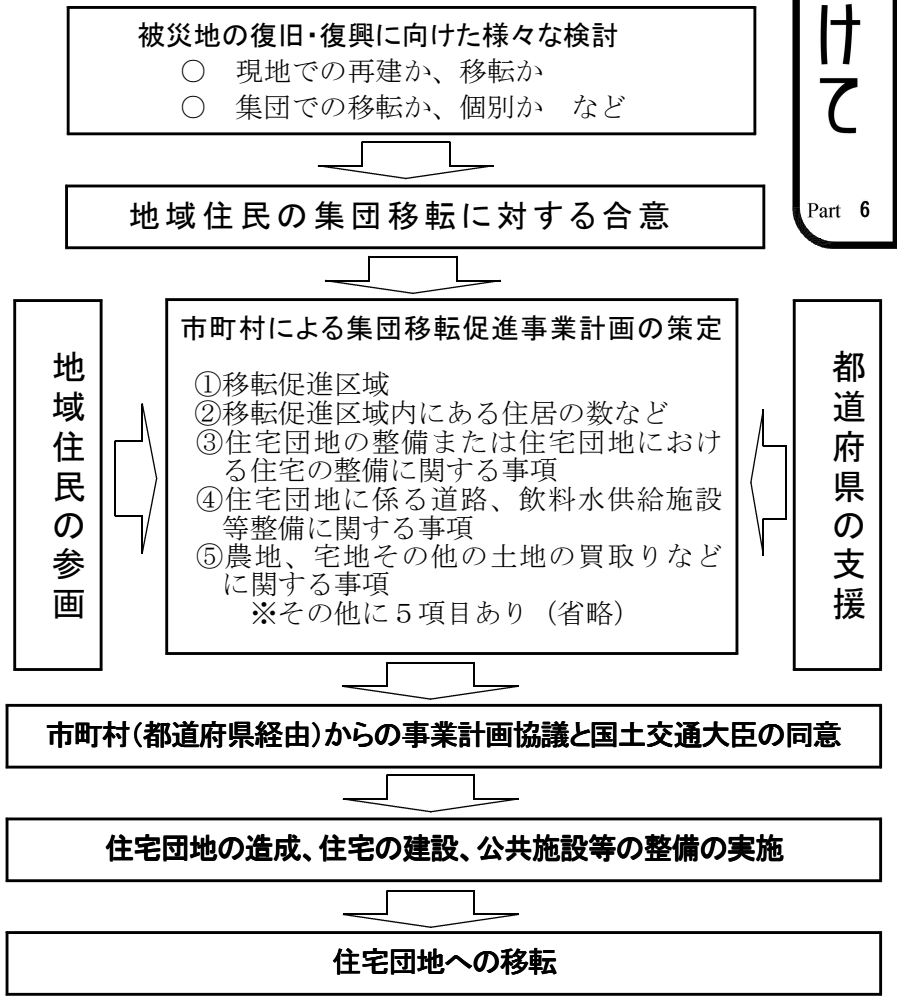 けて
Part 6
被災地の復旧・復興に向けた様々な検討
○ 現地での再建か、移転か
○ 集団での移転か、個別か など
地域住民の集団移転に対する合意
地域住民の参画
市町村による集団移転促進事業計画の策定
①移転促進区域
②移転促進区域内にある住居の数など
③住宅団地の整備または住宅団地におけ
る住宅の整備に関する事項
④住宅団地に係る道路、飲料水供給施設
等整備に関する事項
⑤農地、宅地その他の土地の買取りなど
に関する事項
※その他に５項目あり（省略）
都道府県の支援
市町村（都道府県経由）からの事業計画協議と国土交通大臣の同意
住宅団地の造成、住宅の建設、公共施設等の整備の実施
住宅団地への移転